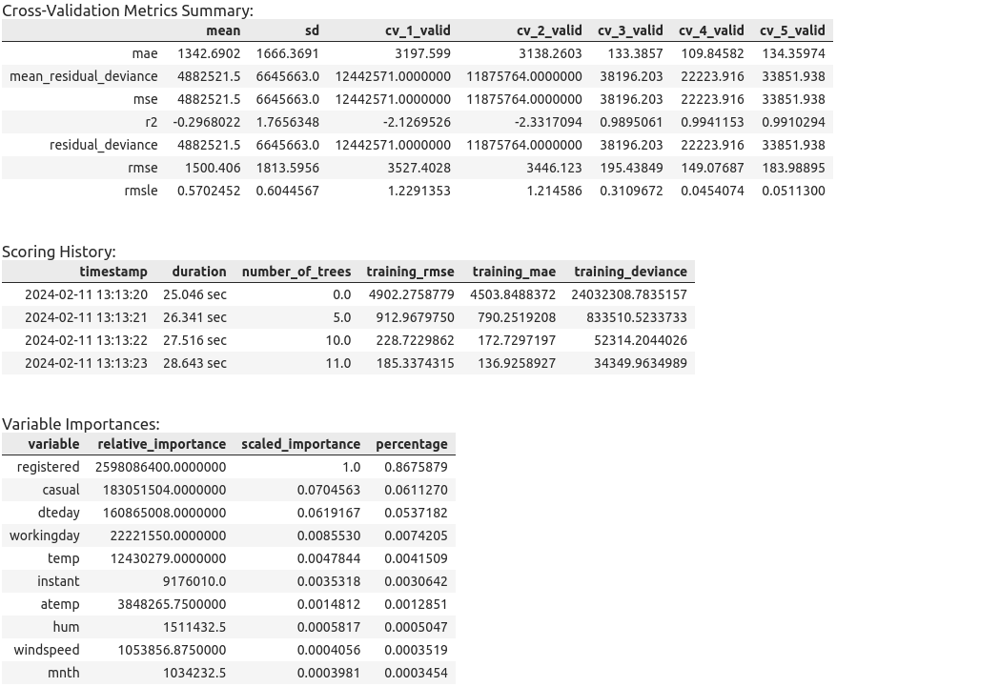 Cross-Validation Metrics Summary:
mean sd cv_1_valid cv_2_valid cv_3_valid cv_4_valid cv_5_valid
mae 1342.6902 1666.3691 3197.599 3138.2603 133.3857 109.84582 134.35974
mean_residual_deviance 4882521.5 6645663.0 12442571.0000000 11875764.0000000 38196.203 22223.916 33851.938
mse 4882521.5 6645663.0 12442571.0000000 11875764.0000000 38196.203 22223.916 33851.938
r2 -0.2968022 1.7656348 -2.1269526 -2.3317094 0.9895061 0.9941153 0.9910294
residual_deviance 4882521.5 6645663.0 12442571.0000000 11875764.0000000 38196.203 22223.916 33851.938
rmse 1500.406 1813.5956 3527.4028 3446.123 195.43849 149.07687 183.98895
rmsle 0.5702452 0.6044567 1.2291353 1.214586 0.3109672 0.0454074 0.0511300
Scoring History:
timestamp duration number_of_trees training_rmse training_mae training_deviance
2024-02-11 13:13:20 25.046 sec 0.0 4902.2758779 4503.8488372 24032308.7835157
2024-02-11 13:13:21 26.341 sec 5.0 912.9679750 790.2519208 833510.5233733
2024-02-11 13:13:22 27.516 sec 10.0 228.7229862 172.7297197 52314.2044026
2024-02-11 13:13:23 28.643 sec 11.0 185.3374315 136.9258927 34349.9634989
Variable Importances:
variable relative_importance scaled_importance percentage
registered 2598086400.0000000 1.0 0.8675879
casual 183051504.0000000 0.0704563 0.0611270
dteday 160865008.0000000 0.0619167 0.0537182
workingday 22221550.0000000 0.0085530 0.0074205
temp 12430279.0000000 0.0047844 0.0041509
instant 9176010.0 0.0035318 0.0030642
atemp 3848265.7500000 0.0014812 0.0012851
hum 1511432.5 0.0005817 0.0005047
windspeed 1053856.8750000 0.0004056 0.0003519
mnth 1034232.5 0.0003981 0.0003454